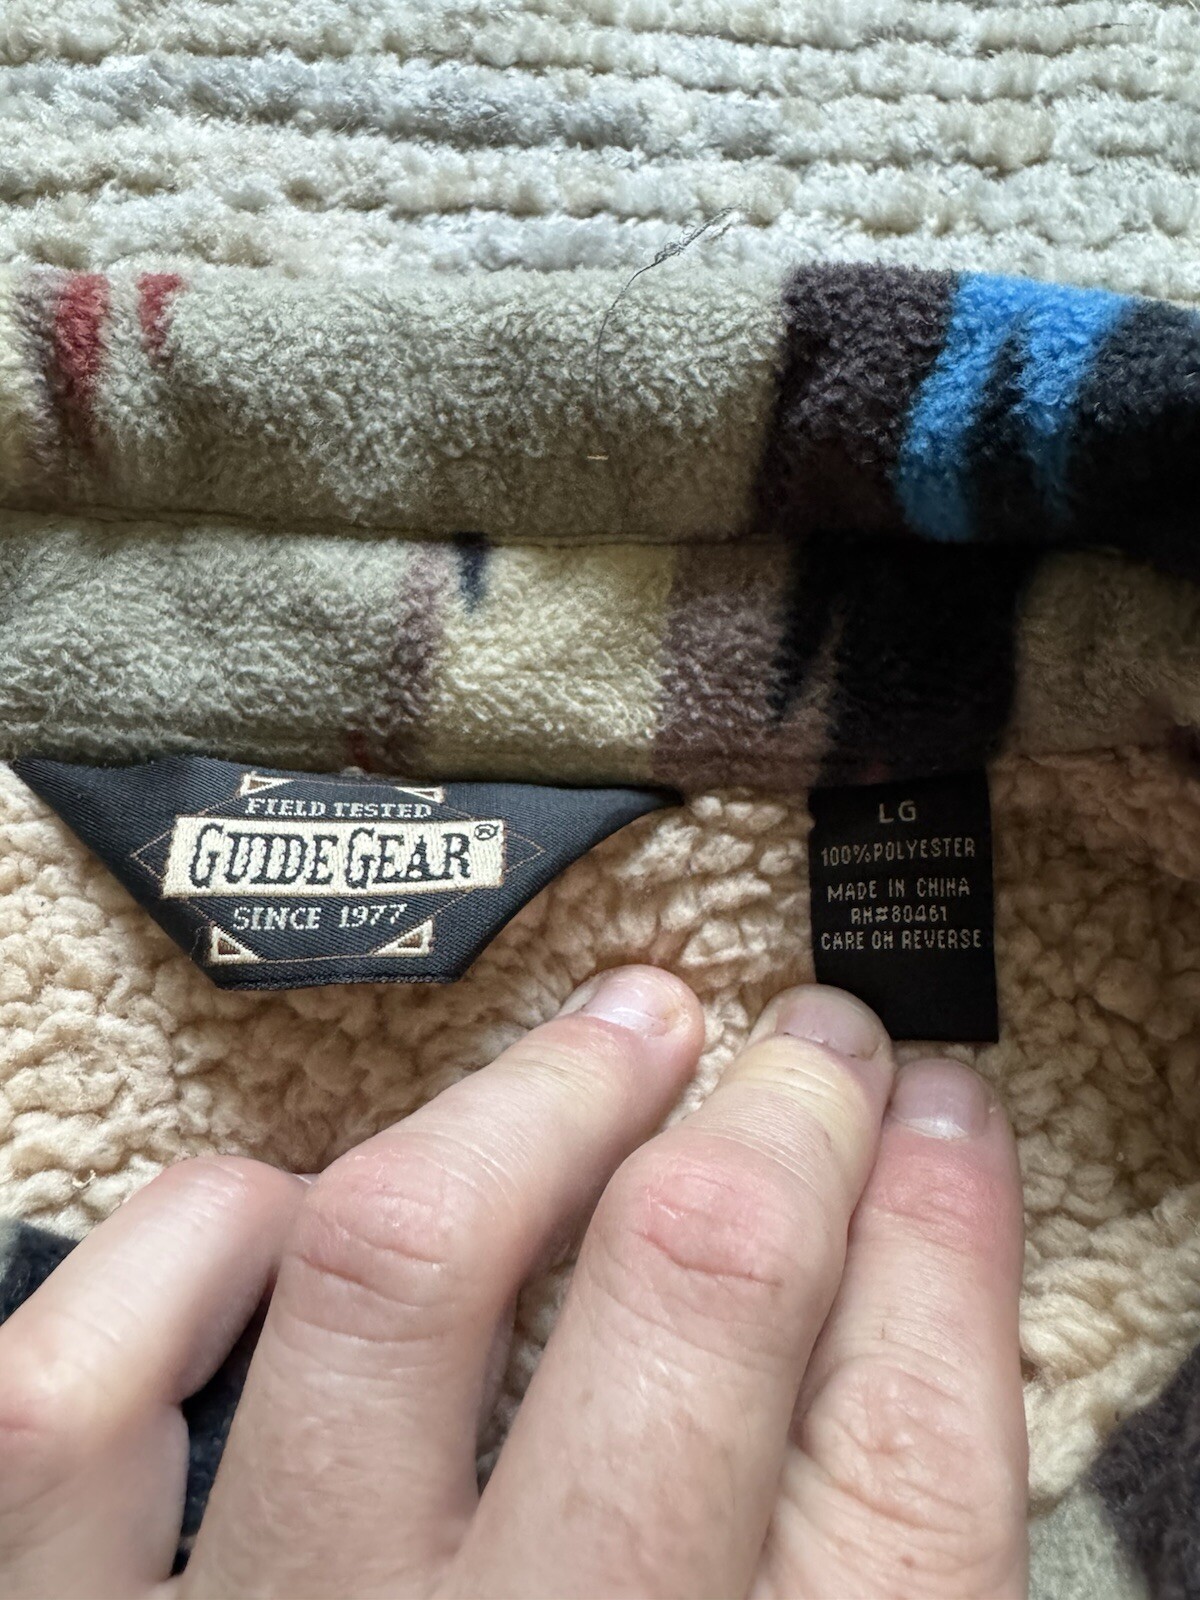 FIELD TESTED
GUIDE GEAR®
SINCE 1977
LG
100% POLYESTER
MADE IN CHINA
RN#80461
CARE ON REVERSE